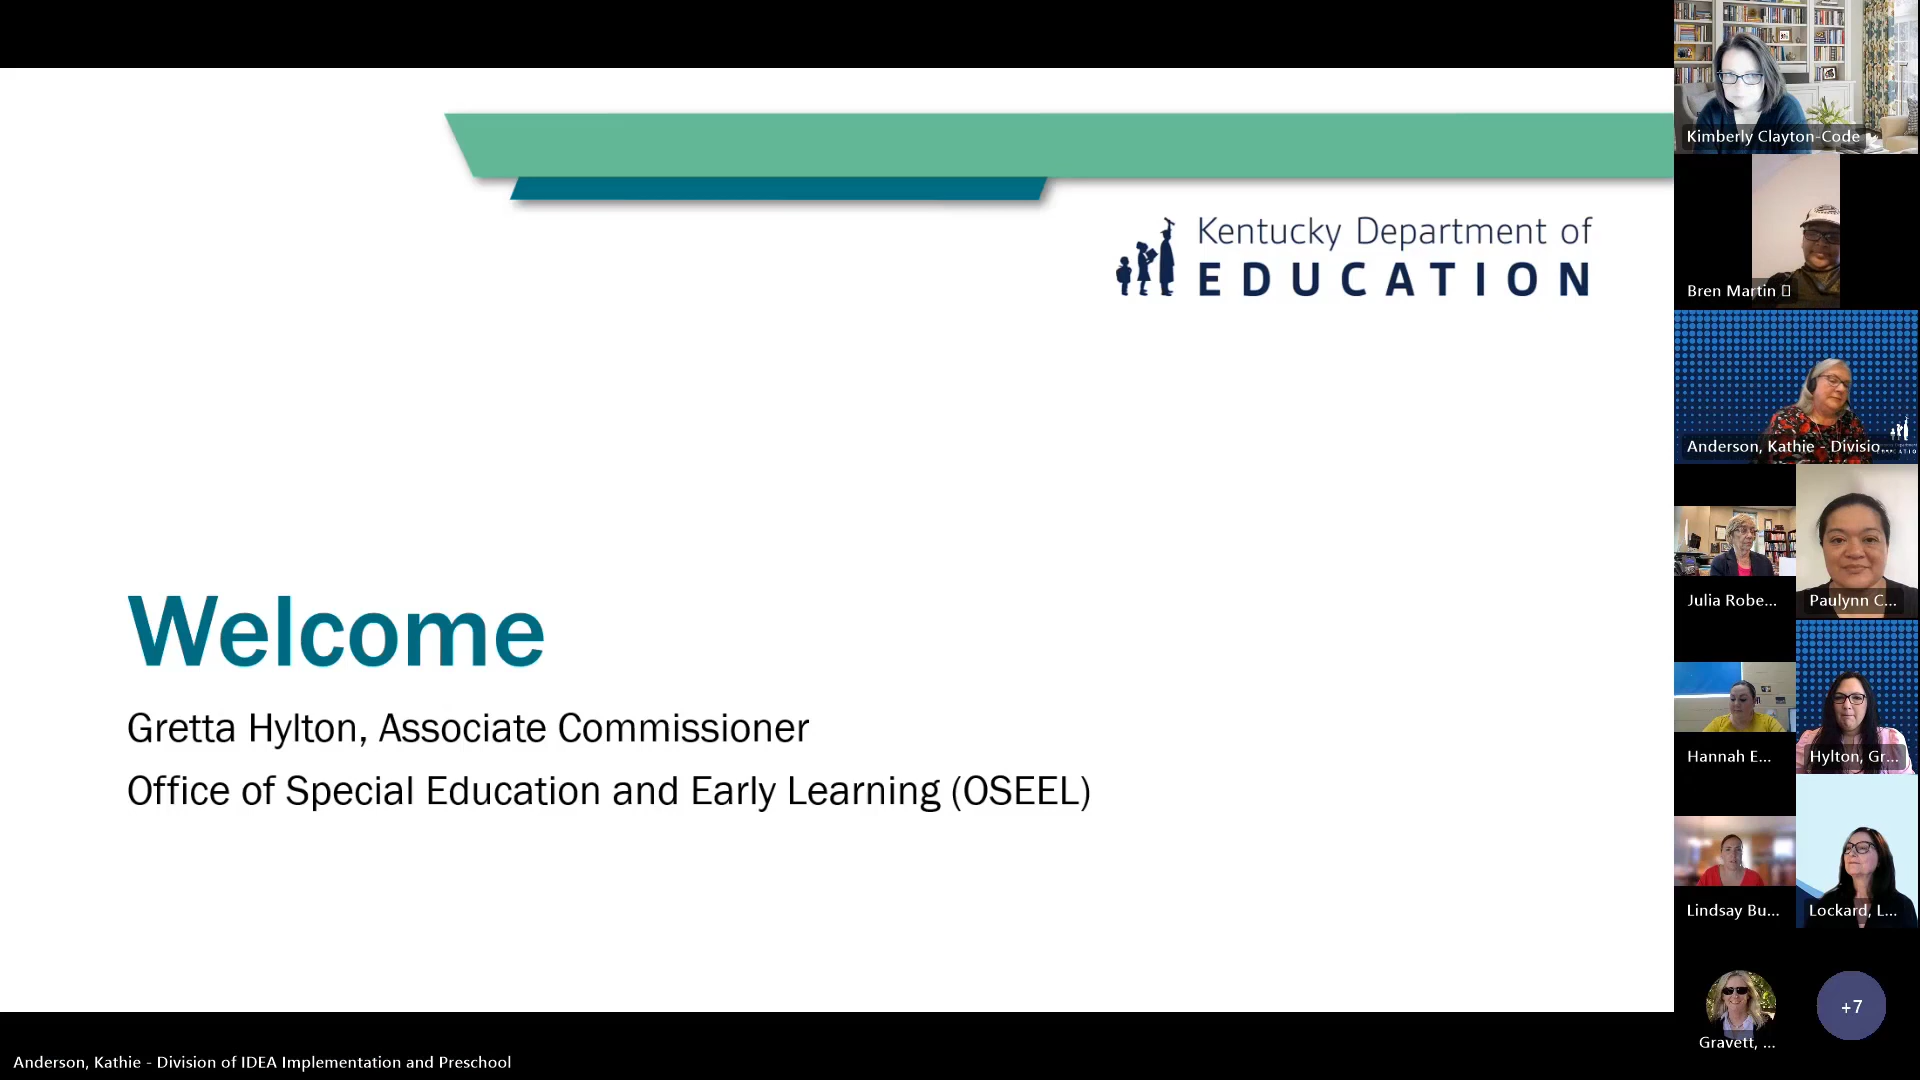 Kentucky Department of
EDUCATION
Welcome
Gretta Hylton, Associate Commissioner
Office of Special Education and Early Learning (OSEEL)
Kimberly Clayton-Code
Bren Martin
Anderson, Kathie - Divisio...
Julia Robe...
Paulynn C...
Hannah E...
Hylton, Gr...
Lindsay Bu...
Lockard, L...
Gravett, ...
+7
Anderson, Kathie - Division of IDEA Implementation and Preschool